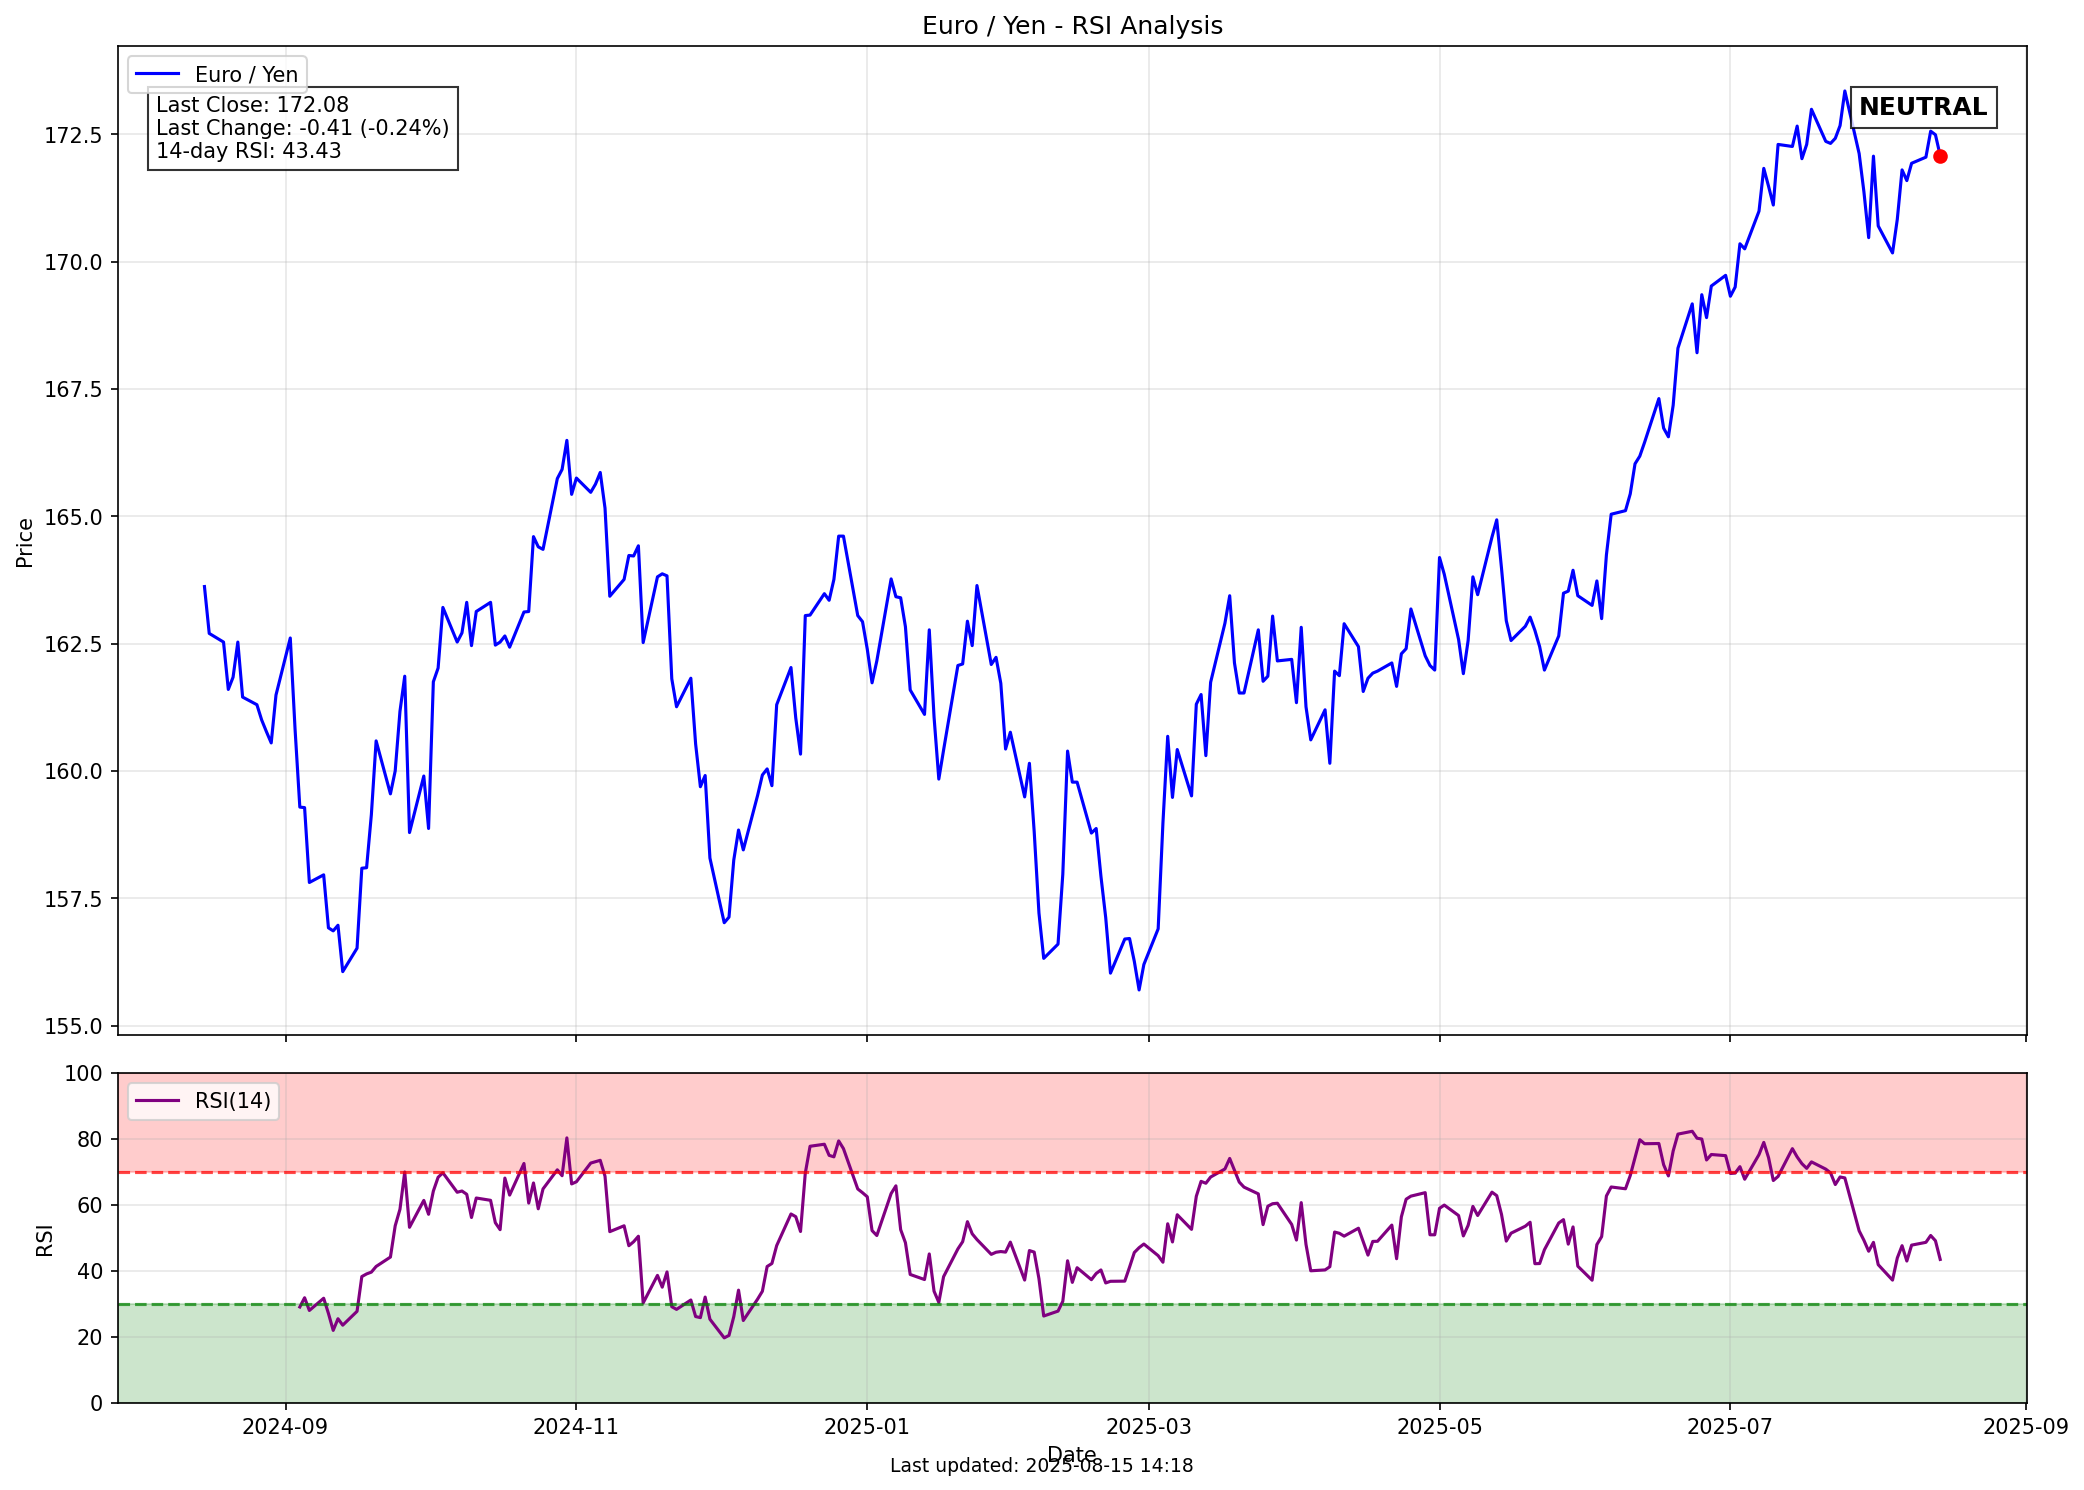 Euro / Yen - RSI Analysis
Euro / Yen
Last Close: 172.08
Last Change: -0.41 (-0.24%)
14-day RSI: 43.43
NEUTRAL
Price
172.5
170.0
167.5
165.0
162.5
160.0
157.5
155.0
RSI(14)
RSI
100
80
60
40
20
0
2024-09
2024-11
2025-01
2025-03
2025-05
2025-07
2025-09
Date
Last updated: 2025-08-15 14:18